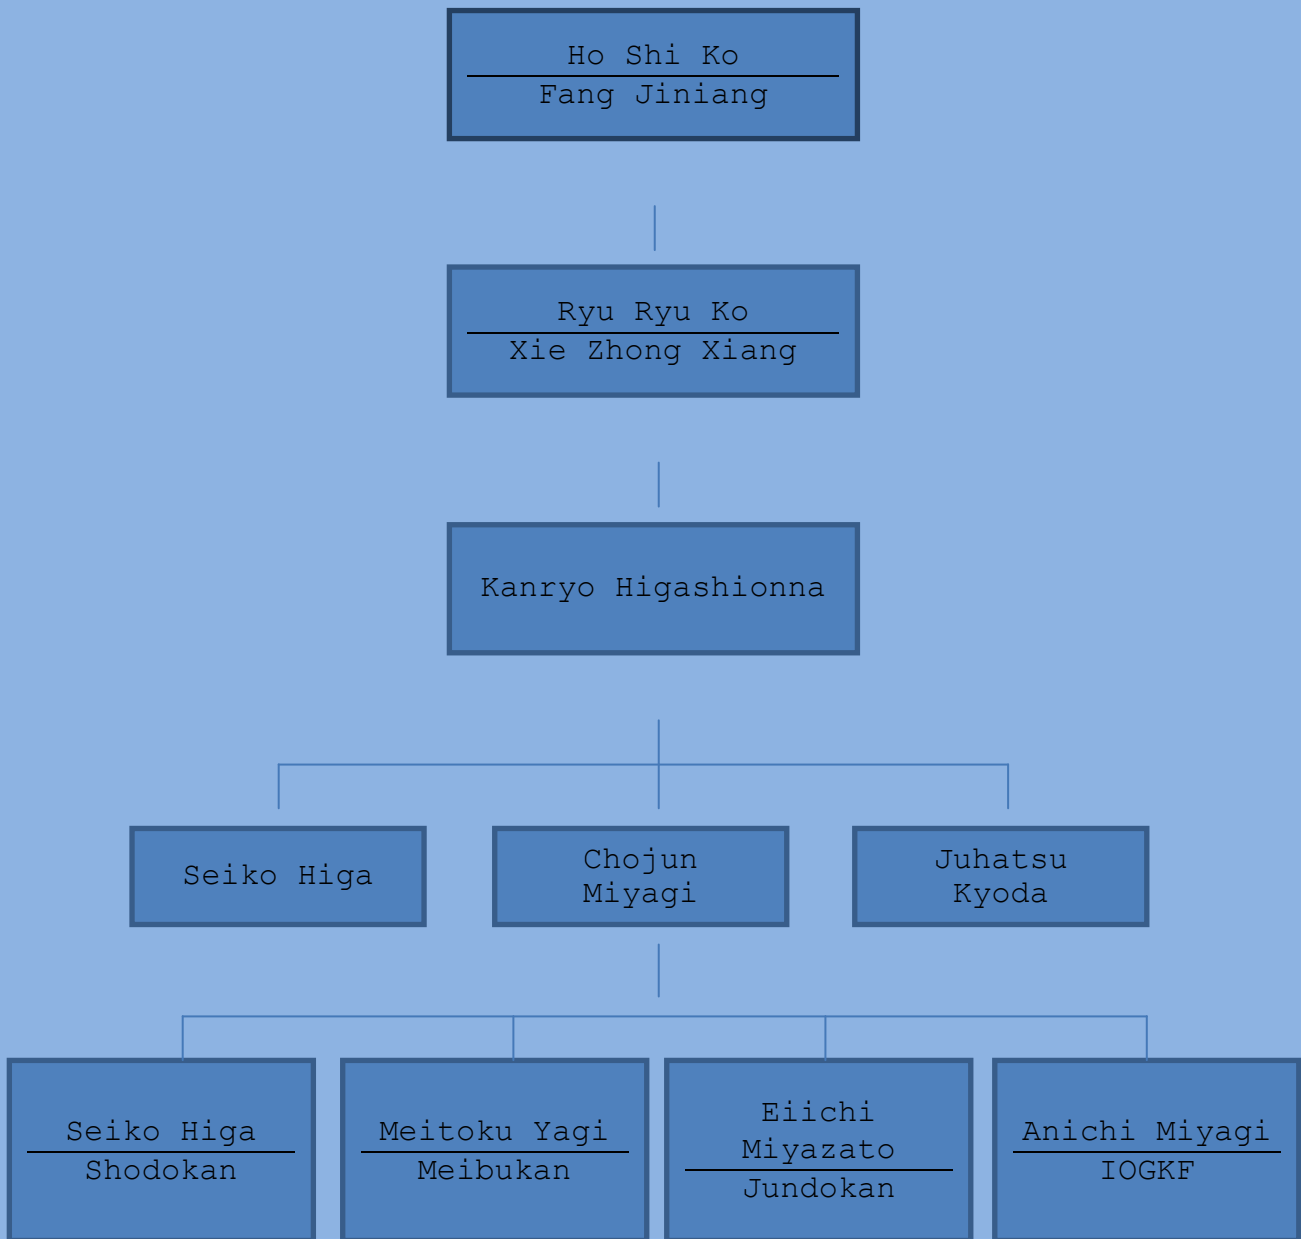 Ho Shi Ko
Fang Jiniang
Ryu Ryu Ko
Xie Zhong Xiang
Kanryo Higashionna
Seiko Higa
Chojun
Miyagi
Juhatsu
Kyoda
Seiko Higa
Shodokan
Meitoku Yagi
Meibukan
Eiichi
Miyazato
Jundokan
Anichi Miyagi
IOGKF